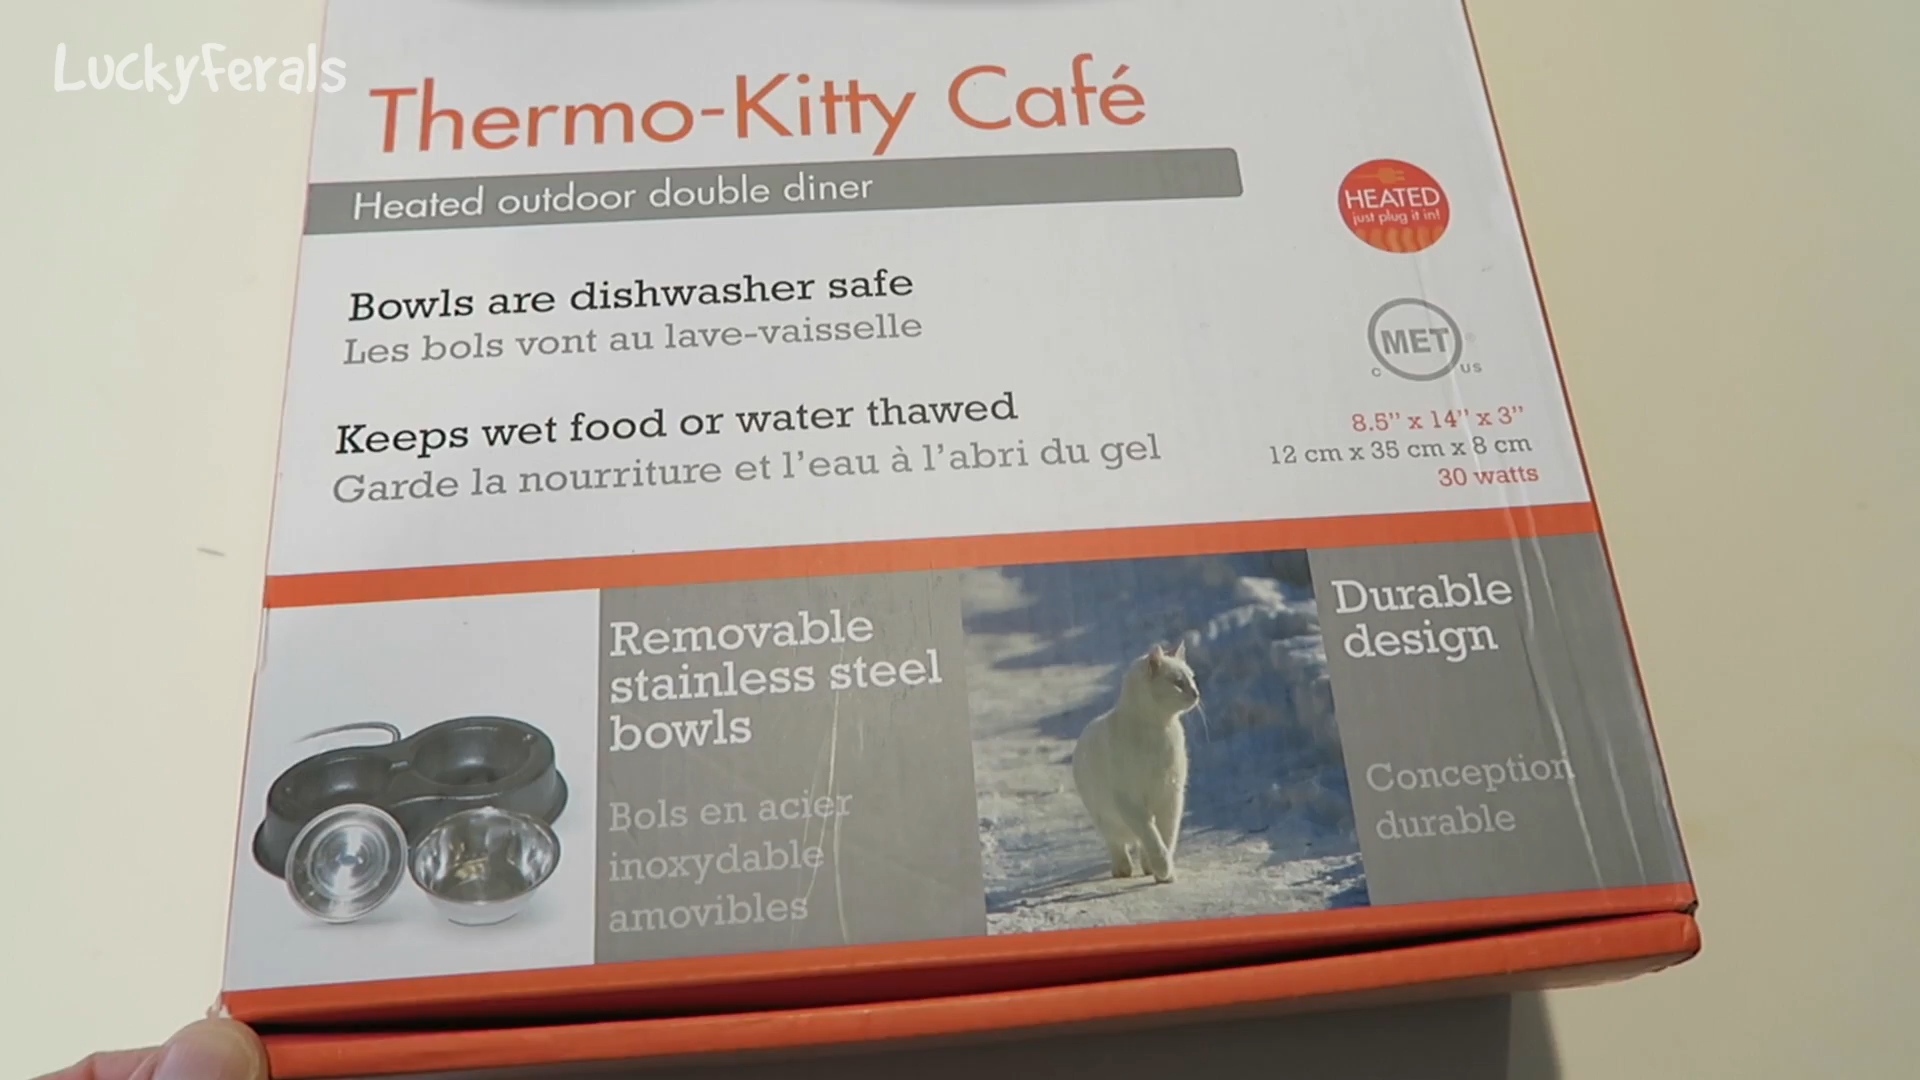 LuckyFerals
Thermo-Kitty Café
Heated outdoor double diner
HEATED
just plug it in!
Bowls are dishwasher safe
Les bols vont au lave-vaisselle
MET
C US
Keeps wet food or water thawed
Garde la nourriture et l'eau à l'abri du gel
8.5" x 14" x 3"
12 cm x 35 cm x 8 cm
30 watts
Removable
stainless steel
bowls
Bols en acier
inoxydable
amovibles
Durable
design
Conception
durable